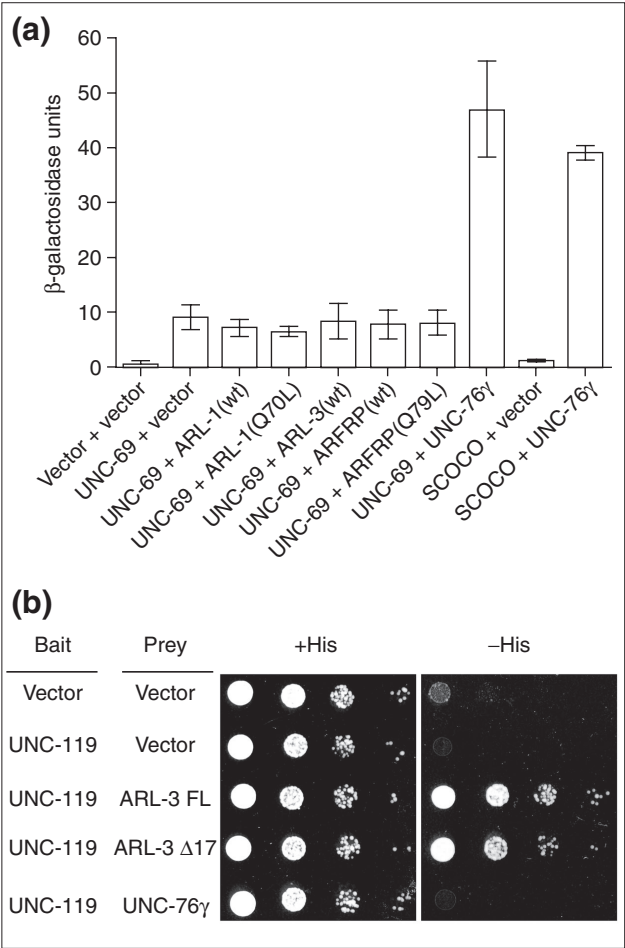 (a)
60
50
40
30
20
10
0
β-galactosidase units
Vector + vector
UNC-69 + vector
UNC-69 + ARL-1(wt)
UNC-69 + ARL-1(Q70L)
UNC-69 + ARL-3(wt)
UNC-69 + ARFRP(wt)
UNC-69 + ARFRP(Q79L)
UNC-69 + UNC-76γ
SCOCO + vector
SCOCO + UNC-76γ
(b)
Bait Prey +His –His
Vector Vector
UNC-119 Vector
UNC-119 ARL-3 FL
UNC-119 ARL-3 Δ17
UNC-119 UNC-76γ